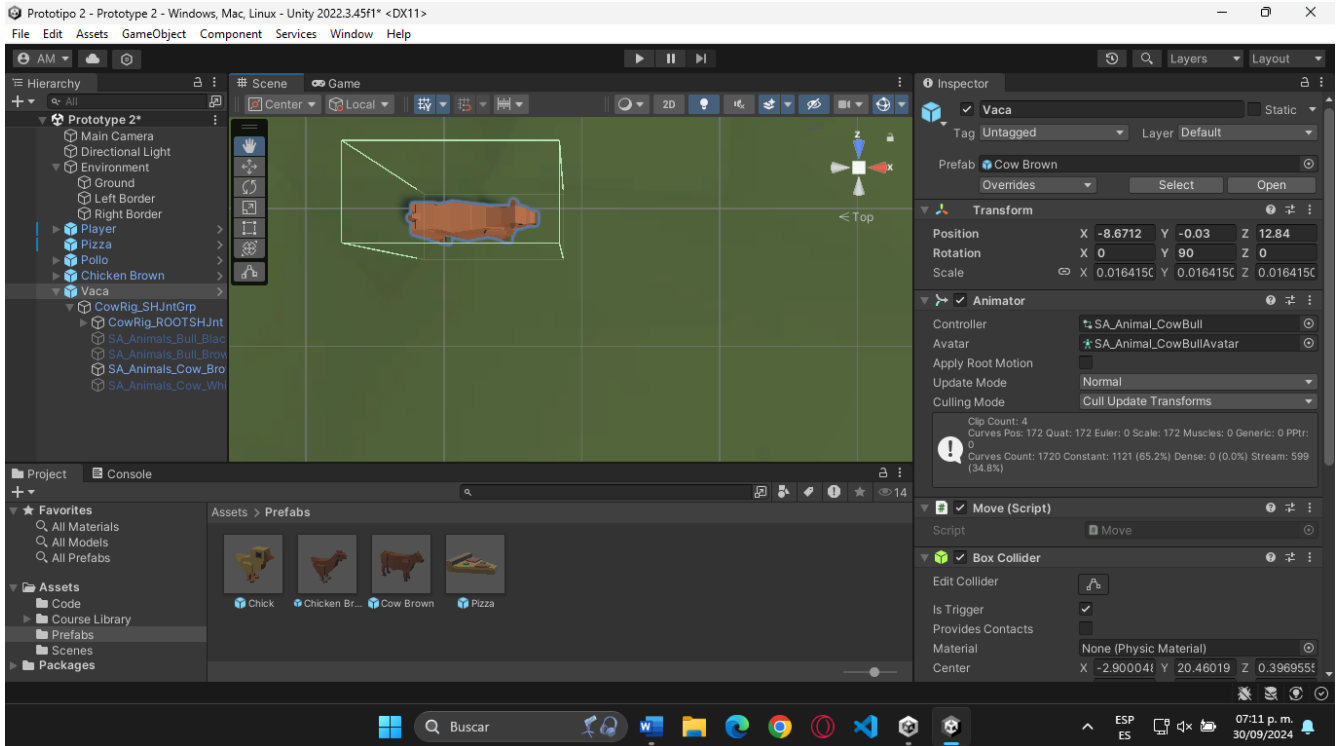 Prototipo 2 - Prototype 2 - Windows, Mac, Linux - Unity 2022.3.45f1* <DX11>
File Edit Assets GameObject Component Services Window Help
AM Layers Layout
Hierarchy
All
Prototype 2*
Main Camera
Directional Light
Environment
Ground
Left Border
Right Border
Player
Pizza
Pollo
Chicken Brown
Vaca
CowRig_SHJntGrp
CowRig_ROOTSHJnt
SA_Animals_Bull_Blac
SA_Animals_Bull_Brow
SA_Animals_Cow_Bro
SA_Animals_Cow_Whi
Scene Game
Center Local 2D
z
x
Top
Inspector
Vaca Static
Tag Untagged Layer Default
Prefab Cow Brown
Overrides Select Open
Transform
Position X -8.6712 Y -0.03 Z 12.84
Rotation X 0 Y 90 Z 0
Scale X 0.016415C Y 0.016415C Z 0.016415C
Animator
Controller SA_Animal_CowBull
Avatar SA_Animal_CowBullAvatar
Apply Root Motion
Update Mode Normal
Culling Mode Cull Update Transforms
Clip Count: 4
Curves Pos: 172 Quat: 172 Euler: 0 Scale: 172 Muscles: 0 Generic: 0 PPtr:
0
Curves Count: 1720 Constant: 1121 (65.2%) Dense: 0 (0.0%) Stream: 599
(34.8%)
Move (Script)
Script Move
Box Collider
Edit Collider
Is Trigger
Provides Contacts
Material None (Physic Material)
Center X -2.900048 Y 20.46019 Z 0.3969555
Project Console
14
Favorites
All Materials
All Models
All Prefabs
Assets
Code
Course Library
Prefabs
Scenes
Packages
Assets > Prefabs
Chick Chicken Br... Cow Brown Pizza
Buscar
ESP
ES
07:11 p. m.
30/09/2024